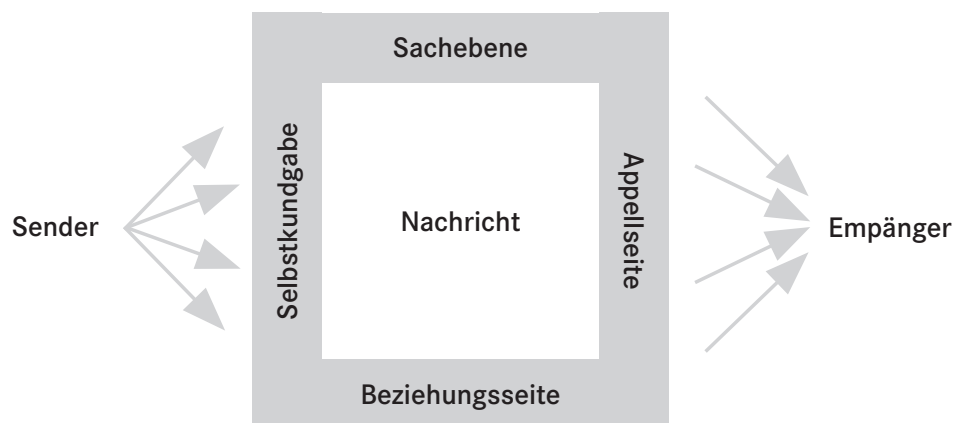 Sachebene
Selbstkundgabe
Appellseite
Sender
Nachricht
Empänger
Beziehungsseite